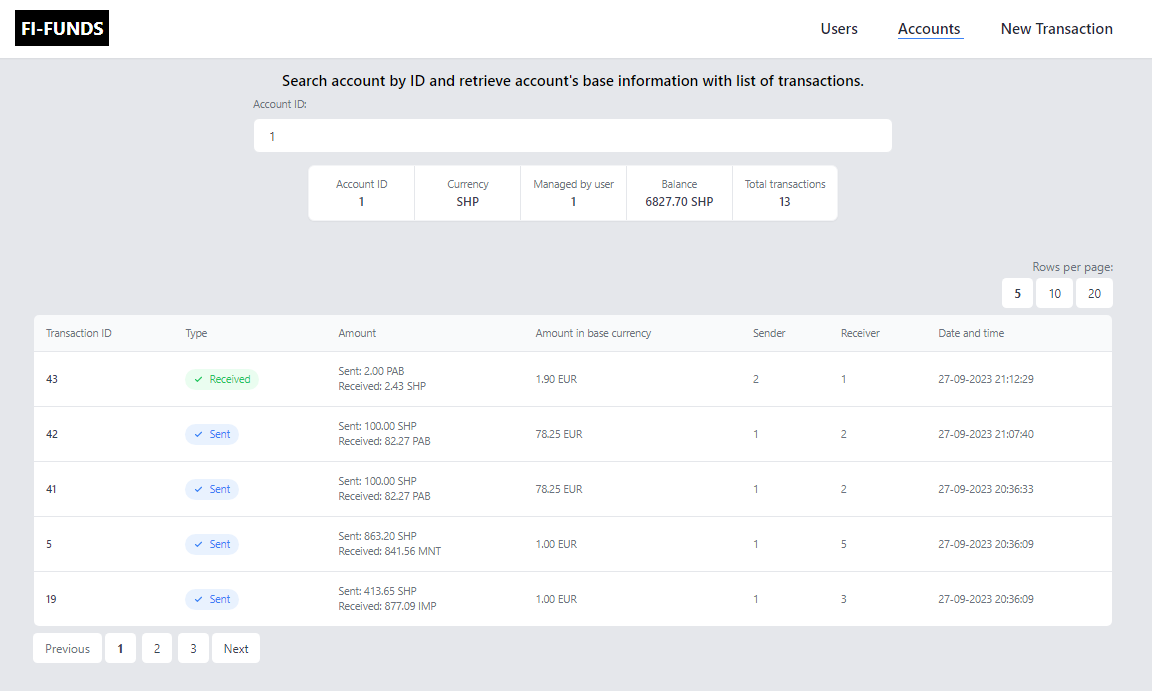 FI-FUNDS
Users Accounts New Transaction
Search account by ID and retrieve account's base information with list of transactions.
Account ID:
1
Account ID Currency Managed by user Balance Total transactions
1 SHP 1 6827.70 SHP 13
Rows per page:
5 10 20
Transaction ID Type Amount Amount in base currency Sender Receiver Date and time
43 Received Sent: 2.00 PAB 1.90 EUR 2 1 27-09-2023 21:12:29
Received: 2.43 SHP
42 Sent Sent: 100.00 SHP 78.25 EUR 1 2 27-09-2023 21:07:40
Received: 82.27 PAB
41 Sent Sent: 100.00 SHP 78.25 EUR 1 2 27-09-2023 20:36:33
Received: 82.27 PAB
5 Sent Sent: 863.20 SHP 1.00 EUR 1 5 27-09-2023 20:36:09
Received: 841.56 MNT
19 Sent Sent: 413.65 SHP 1.00 EUR 1 3 27-09-2023 20:36:09
Received: 877.09 IMP
Previous 1 2 3 Next